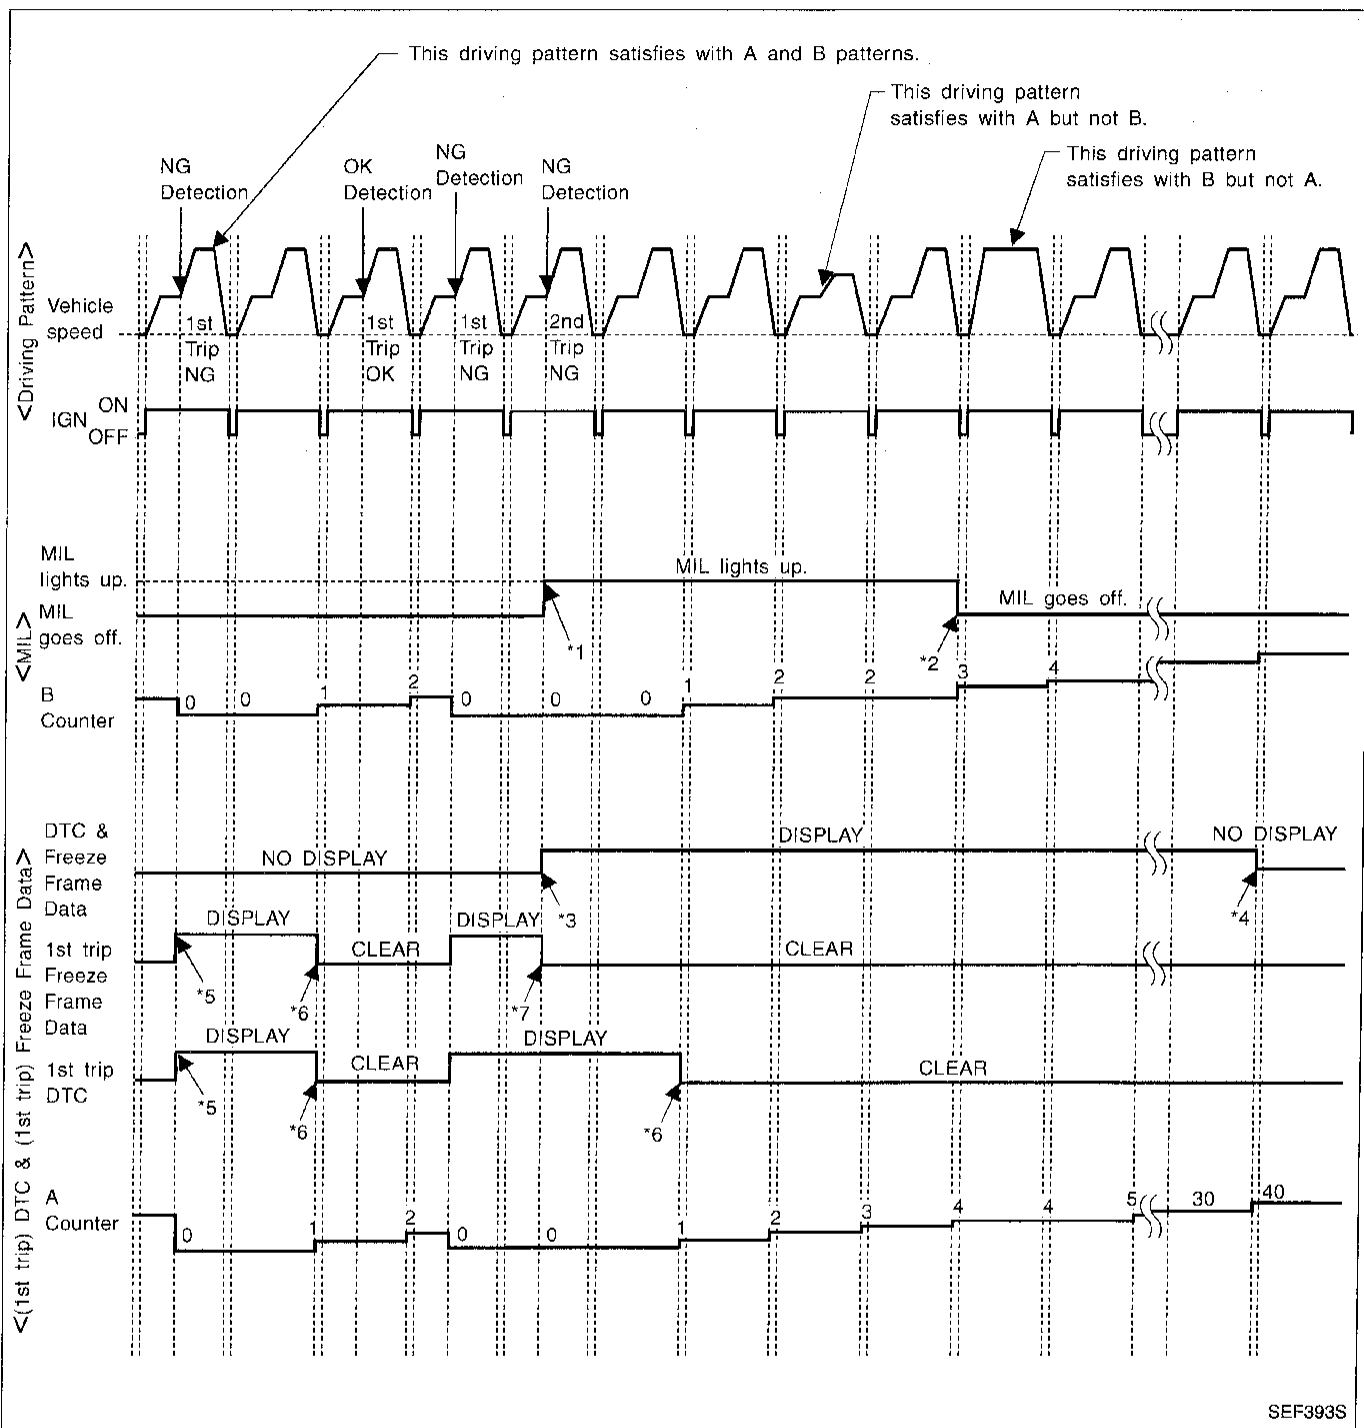 This driving pattern satisfies with A and B patterns.
This driving pattern
satisfies with A but not B.
This driving pattern
satisfies with B but not A.
NG
Detection
OK
Detection
NG
Detection
NG
Detection
<Driving Pattern>
Vehicle
speed
1st
Trip
NG
1st
Trip
OK
1st
Trip
NG
2nd
Trip
NG
IGN
ON
OFF
<MIL>
MIL
lights up.
MIL lights up.
MIL
goes off.
MIL goes off.
*1
*2
B
Counter
0 0 1 2 0 0 0 1 2 2 3 4
<(1st trip) DTC & (1st trip) Freeze Frame Data>
DTC &
Freeze
Frame
Data
NO DISPLAY
DISPLAY
NO DISPLAY
*3
*4
1st trip
Freeze
Frame
Data
DISPLAY
CLEAR
DISPLAY
CLEAR
*5
*6
*7
1st trip
DTC
DISPLAY
CLEAR
DISPLAY
CLEAR
*5
*6
*6
A
Counter
0 1 2 0 0 1 2 3 4 4 5 30 40
SEF393S